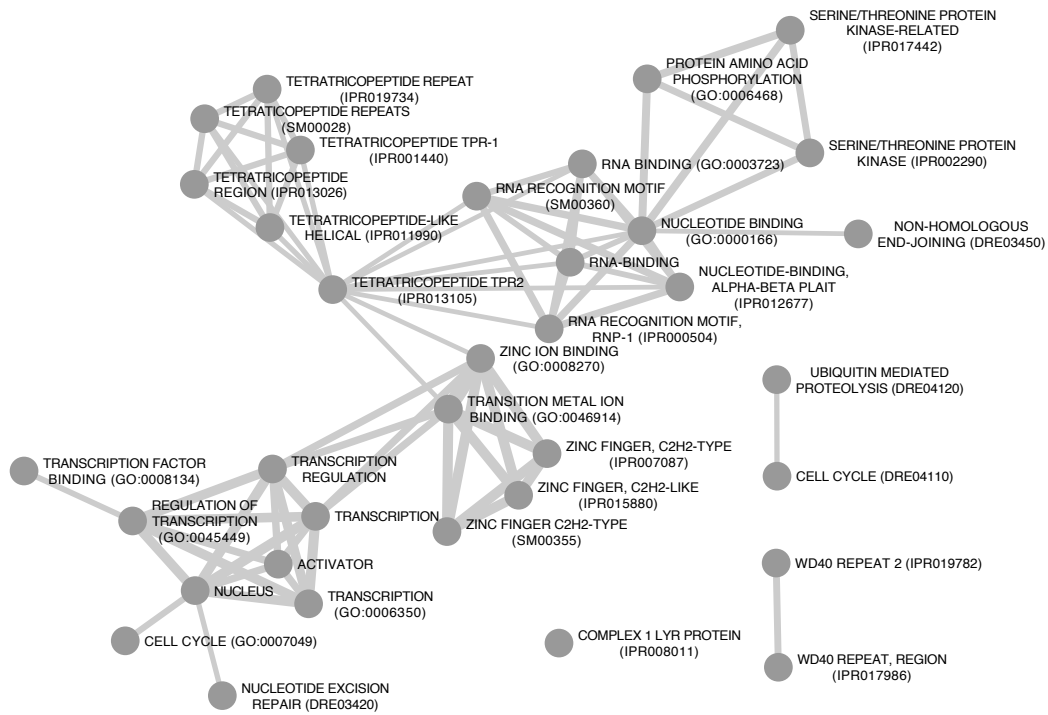 SERINE/THREONINE PROTEIN
KINASE-RELATED
(IPR017442)
PROTEIN AMINO ACID
PHOSPHORYLATION
(GO:0006468)
TETRATRICOPEPTIDE REPEAT
(IPR019734)
TETRATICOPEPTIDE REPEATS
(SM00028)
TETRATRICOPEPTIDE TPR-1
(IPR001440)
SERINE/THREONINE PROTEIN
KINASE (IPR002290)
RNA BINDING (GO:0003723)
TETRATRICOPEPTIDE
REGION (IPR013026)
RNA RECOGNITION MOTIF
(SM00360)
TETRATRICOPEPTIDE-LIKE
HELICAL (IPR011990)
NUCLEOTIDE BINDING
(GO:0000166)
NON-HOMOLOGOUS
END-JOINING (DRE03450)
RNA-BINDING
TETRATRICOPEPTIDE TPR2
(IPR013105)
NUCLEOTIDE-BINDING,
ALPHA-BETA PLAIT
(IPR012677)
RNA RECOGNITION MOTIF,
RNP-1 (IPR000504)
ZINC ION BINDING
(GO:0008270)
UBIQUITIN MEDIATED
PROTEOLYSIS (DRE04120)
TRANSITION METAL ION
BINDING (GO:0046914)
ZINC FINGER, C2H2-TYPE
(IPR007087)
TRANSCRIPTION FACTOR
BINDING (GO:0008134)
TRANSCRIPTION
REGULATION
CELL CYCLE (DRE04110)
ZINC FINGER, C2H2-LIKE
(IPR015880)
REGULATION OF
TRANSCRIPTION
(GO:0045449)
TRANSCRIPTION
ZINC FINGER C2H2-TYPE
(SM00355)
ACTIVATOR
WD40 REPEAT 2 (IPR019782)
NUCLEUS
TRANSCRIPTION
(GO:0006350)
CELL CYCLE (GO:0007049)
COMPLEX 1 LYR PROTEIN
(IPR008011)
WD40 REPEAT, REGION
(IPR017986)
NUCLEOTIDE EXCISION
REPAIR (DRE03420)